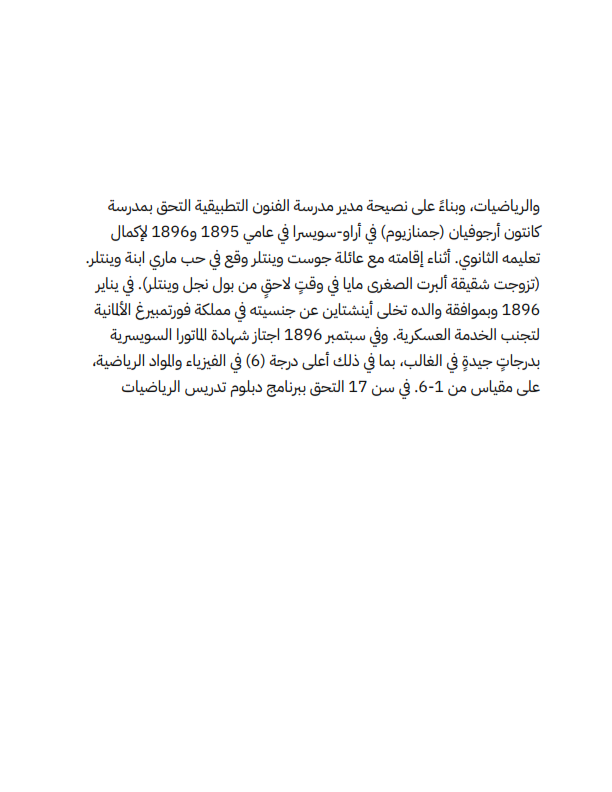 والرياضيات، وبناءً على نصيحة مدير مدرسة الفنون التطبيقية التحق بمدرسة
كانتون أرجوفيان (جمنازيوم) في أراو-سويسرا في عامي 1895 و1896 لإكمال
تعليمه الثانوي. أثناء إقامته مع عائلة جوست وينتلر وقع في حب ماري ابنة وينتلر.
(تزوجت شقيقة ألبرت الصغرى مايا في وقتٍ لاحقٍ من بول نجل وينتلر). في يناير
1896 وبموافقة والده تخلى أينشتاين عن جنسيته في مملكة فورتمبيرغ الألمانية
لتجنب الخدمة العسكرية. وفي سبتمبر 1896 اجتاز شهادة الماتورا السويسرية
بدرجاتٍ جيدةٍ في الغالب، بما في ذلك أعلى درجة (6) في الفيزياء والمواد الرياضية،
على مقياس من 1-6. في سن 17 التحق ببرنامج دبلوم تدريس الرياضيات